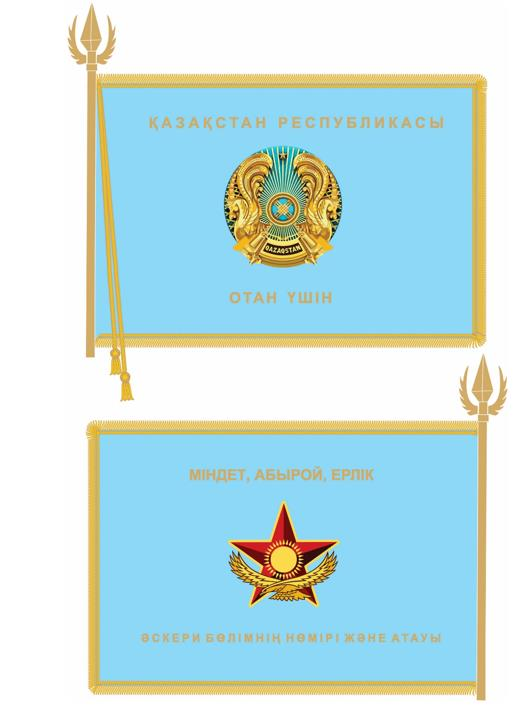 ҚАЗАҚСТАН РЕСПУБЛИКАСЫ
QAZAQSTAN
ОТАН ҮШІН
МІНДЕТ, АБЫРОЙ, ЕРЛІК
ӘСКЕРИ БӨЛІМНІҢ НӨМІРІ ЖӘНЕ АТАУЫ